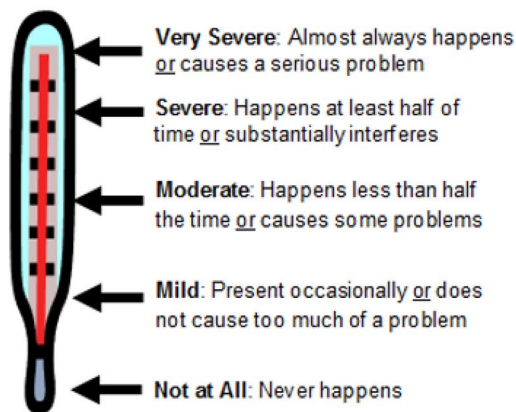 Very Severe: Almost always happens
or causes a serious problem
Severe: Happens at least half of
time or substantially interferes
Moderate: Happens less than half
the time or causes some problems
Mild: Present occasionally or does
not cause too much of a problem
Not at All: Never happens